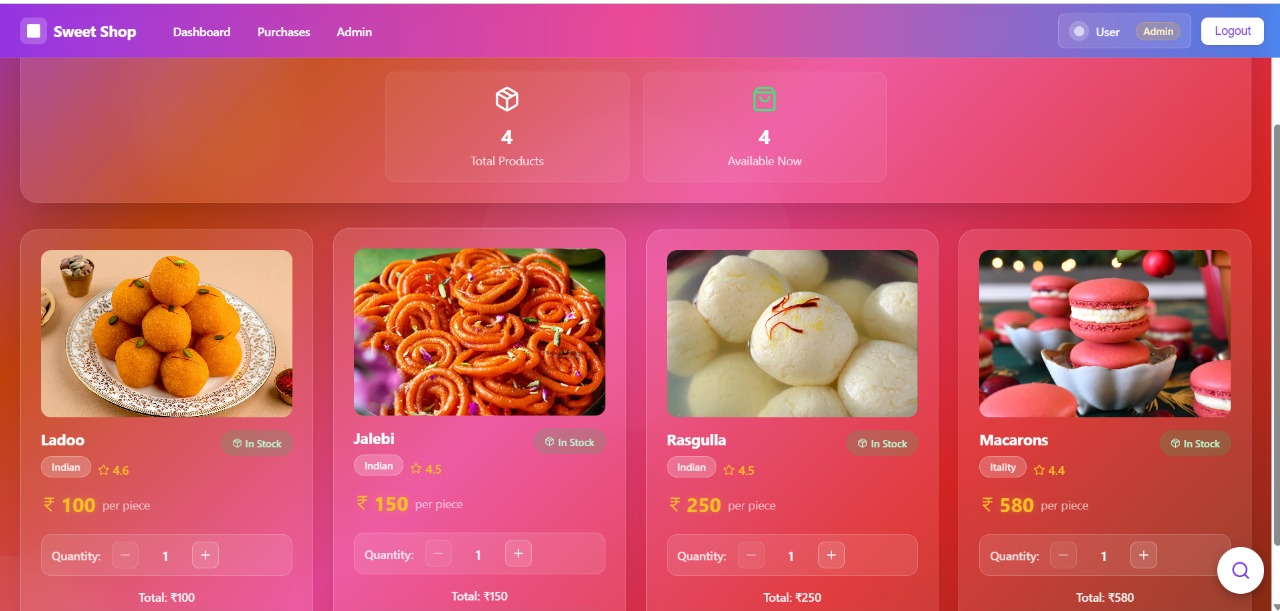 Sweet Shop Dashboard Purchases Admin User Admin Logout
4 4
Total Products Available Now
Ladoo In Stock Jalebi In Stock Rasgulla In Stock Macarons In Stock
Indian 4.6 Indian 4.5 Indian 4.5 Itality 4.4
₹ 100 per piece ₹ 150 per piece ₹ 250 per piece ₹ 580 per piece
Quantity: − 1 + Quantity: − 1 + Quantity: − 1 + Quantity: − 1 +
Total: ₹100 Total: ₹150 Total: ₹250 Total: ₹580